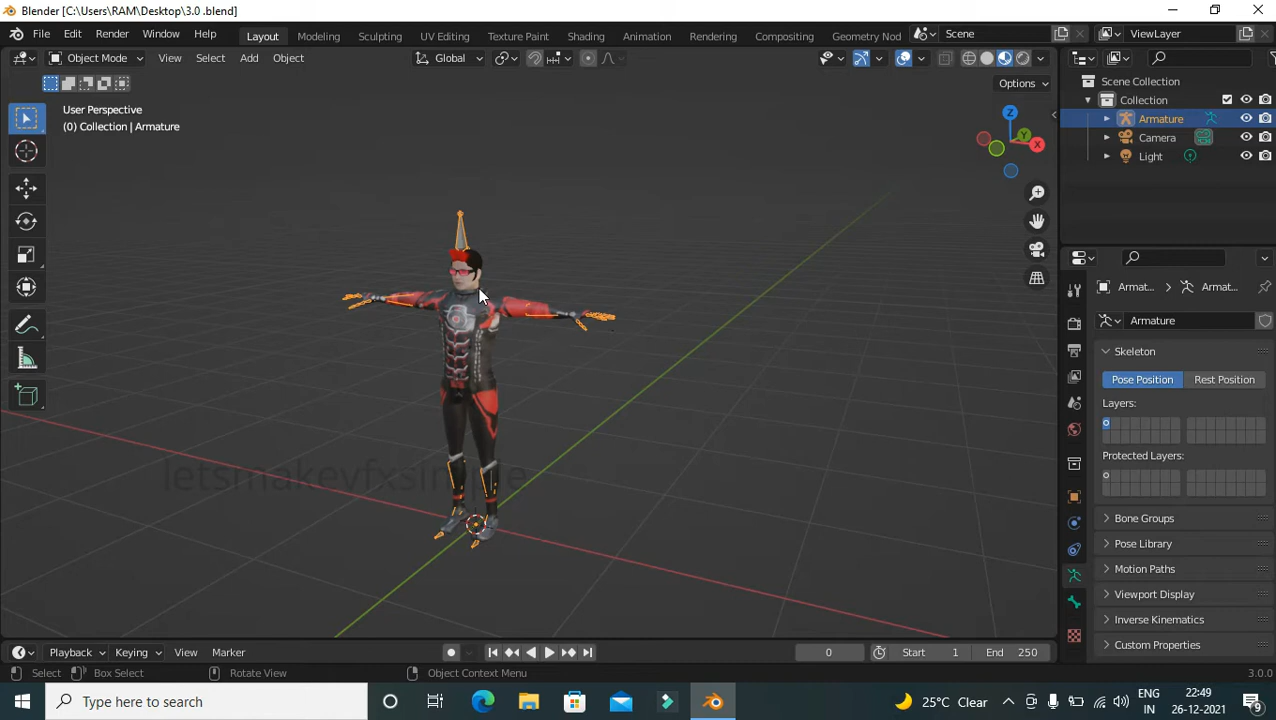 Blender [C:\Users\RAM\Desktop\3.0 .blend]
File Edit Render Window Help Layout Modeling Sculpting UV Editing Texture Paint Shading Animation Rendering Compositing Geometry Nod Scene ViewLayer
Object Mode View Select Add Object Global
Options
User Perspective
(0) Collection | Armature
Z
Y
X
Scene Collection
Collection
Armature
Camera
Light
Armat... Armat...
Armature
Skeleton
Pose Position Rest Position
Layers:
Protected Layers:
Bone Groups
Pose Library
Motion Paths
Viewport Display
Inverse Kinematics
Custom Properties
letsmakevfxsimple
Playback Keying View Marker 0 Start 1 End 250
Select Box Select Rotate View Object Context Menu 3.0.0
Type here to search
25°C Clear
ENG
IN
22:49
26-12-2021
9